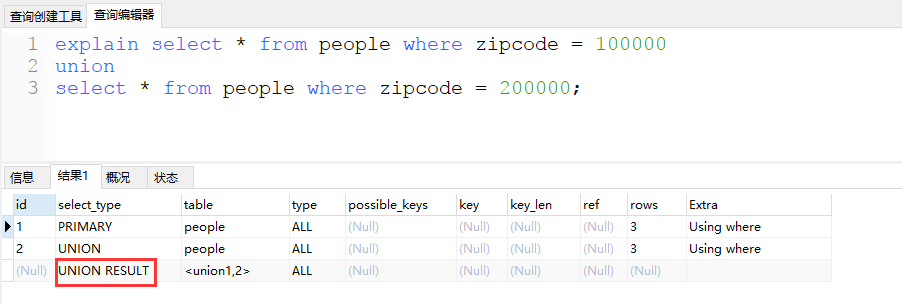 查询创建工具 查询编辑器
1 explain select * from people where zipcode = 100000
2 union
3 select * from people where zipcode = 200000;
信息 结果1 概况 状态
id select_type table type possible_keys key key_len ref rows Extra
1 PRIMARY people ALL (Null) (Null) (Null) (Null) 3 Using where
2 UNION people ALL (Null) (Null) (Null) (Null) 3 Using where
(Null) UNION RESULT <union1,2> ALL (Null) (Null) (Null) (Null) (Null)